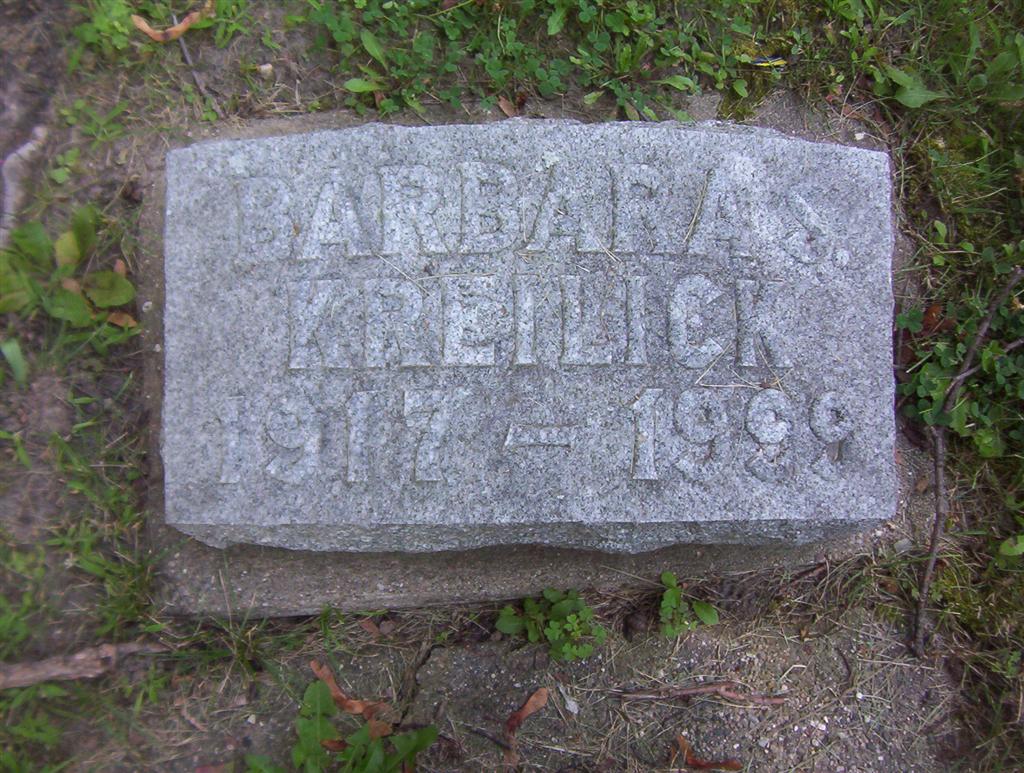 BARBARA S.
KREILICK
1917 - 1999